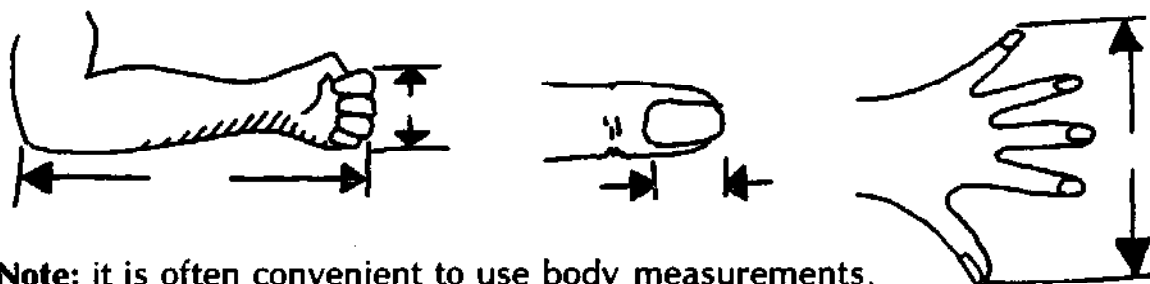 Note: it is often convenient to use body measurements.